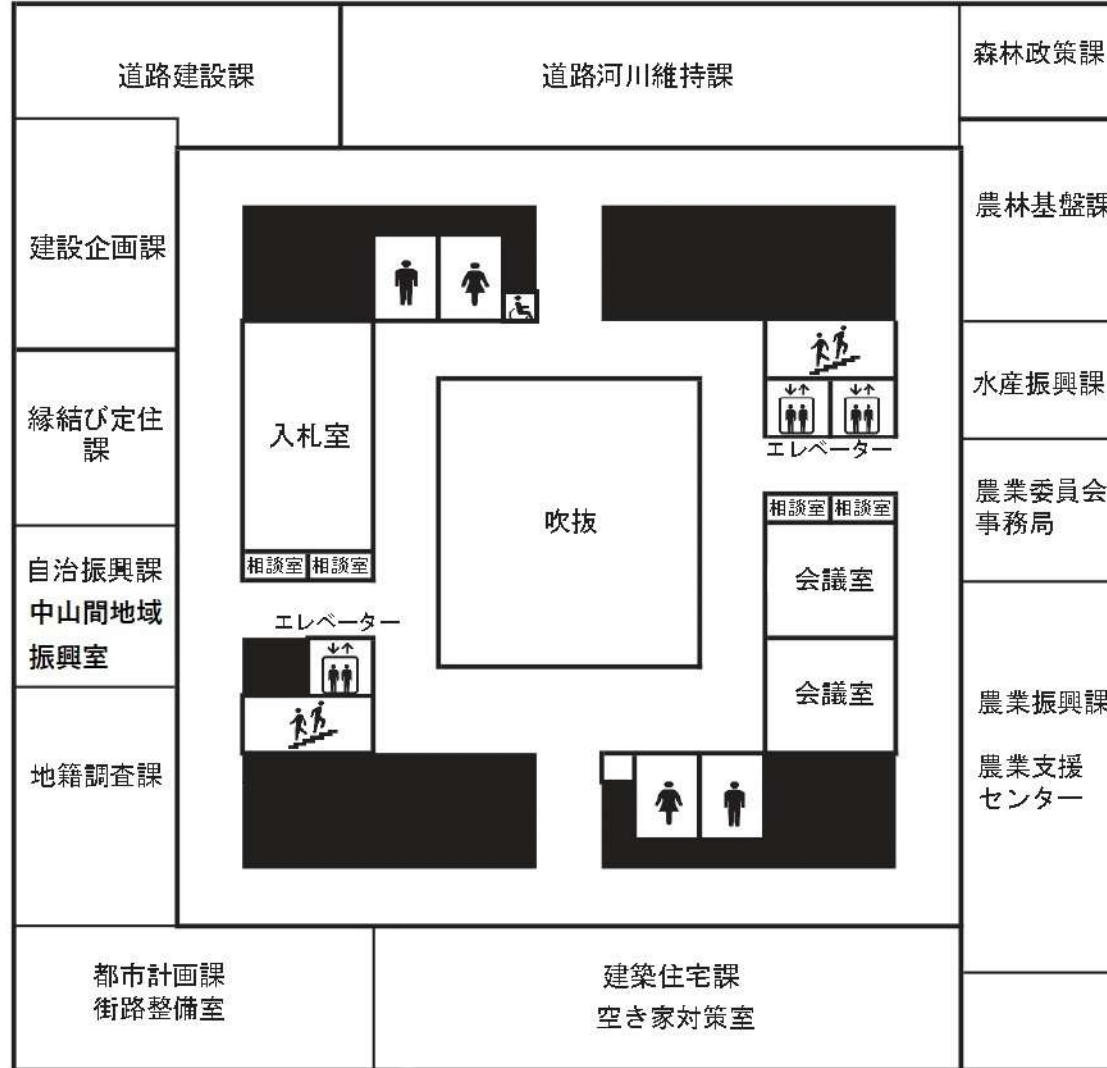 道路建設課
道路河川維持課
森林政策課
建設企画課
農林基盤課
縁結び定住
課
入札室
水産振興課
エレベーター
吹抜
農業委員会
事務局
相談室
相談室
会議室
相談室
相談室
自治振興課
中山間地域
振興室
エレベーター
会議室
農業振興課
農業支援
センター
地籍調査課
都市計画課
街路整備室
建築住宅課
空き家対策室